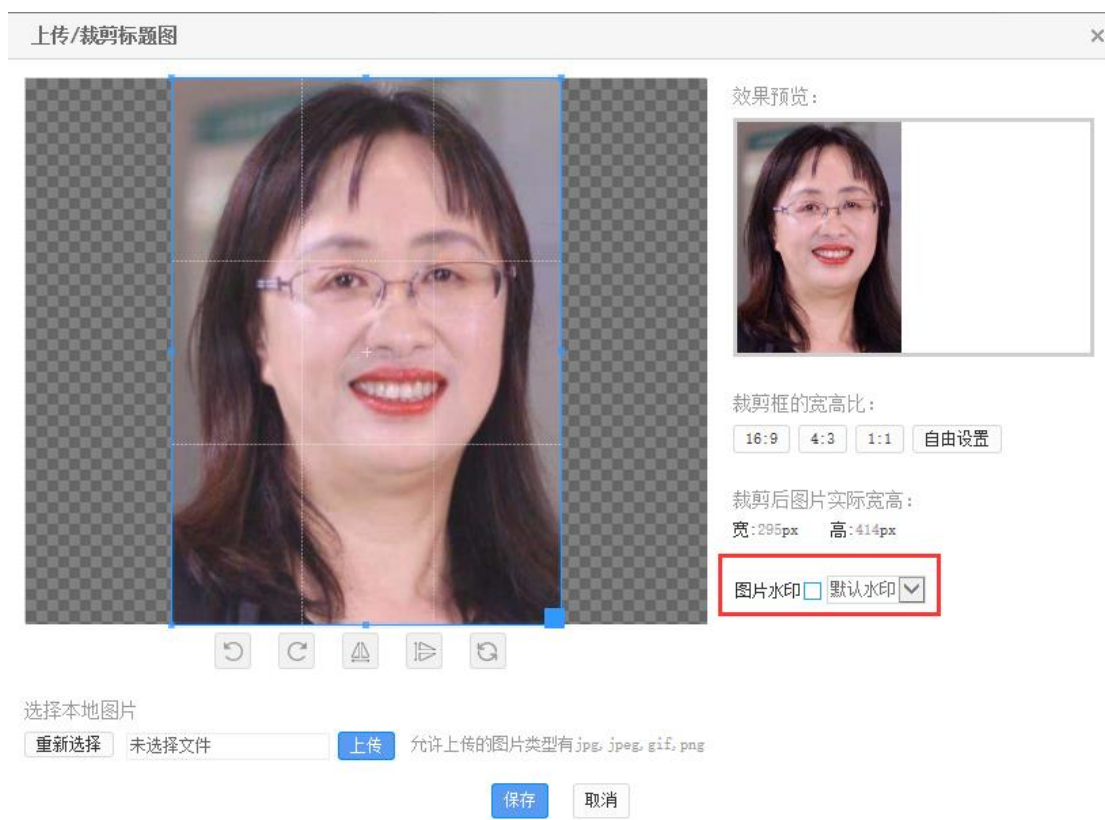 上传/裁剪标题图
×
效果预览:
裁剪框的宽高比:
16:9 4:3 1:1 自由设置
裁剪后图片实际宽高:
宽:295px 高:414px
图片水印 默认水印
选择本地图片
重新选择 未选择文件 上传 允许上传的图片类型有jpg, jpeg, gif, png
保存 取消